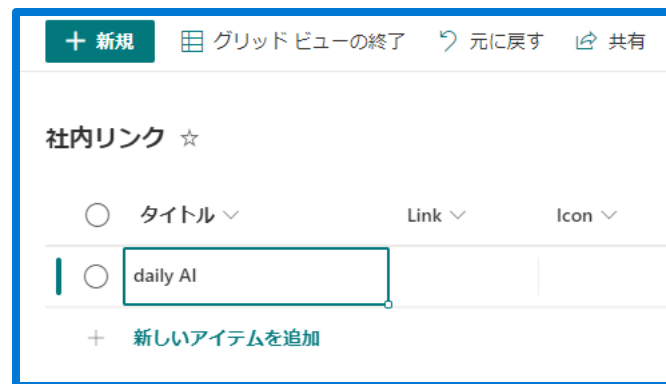 新規 グリッド ビューの終了 元に戻す 共有
社内リンク
タイトル Link Icon
daily AI
新しいアイテムを追加